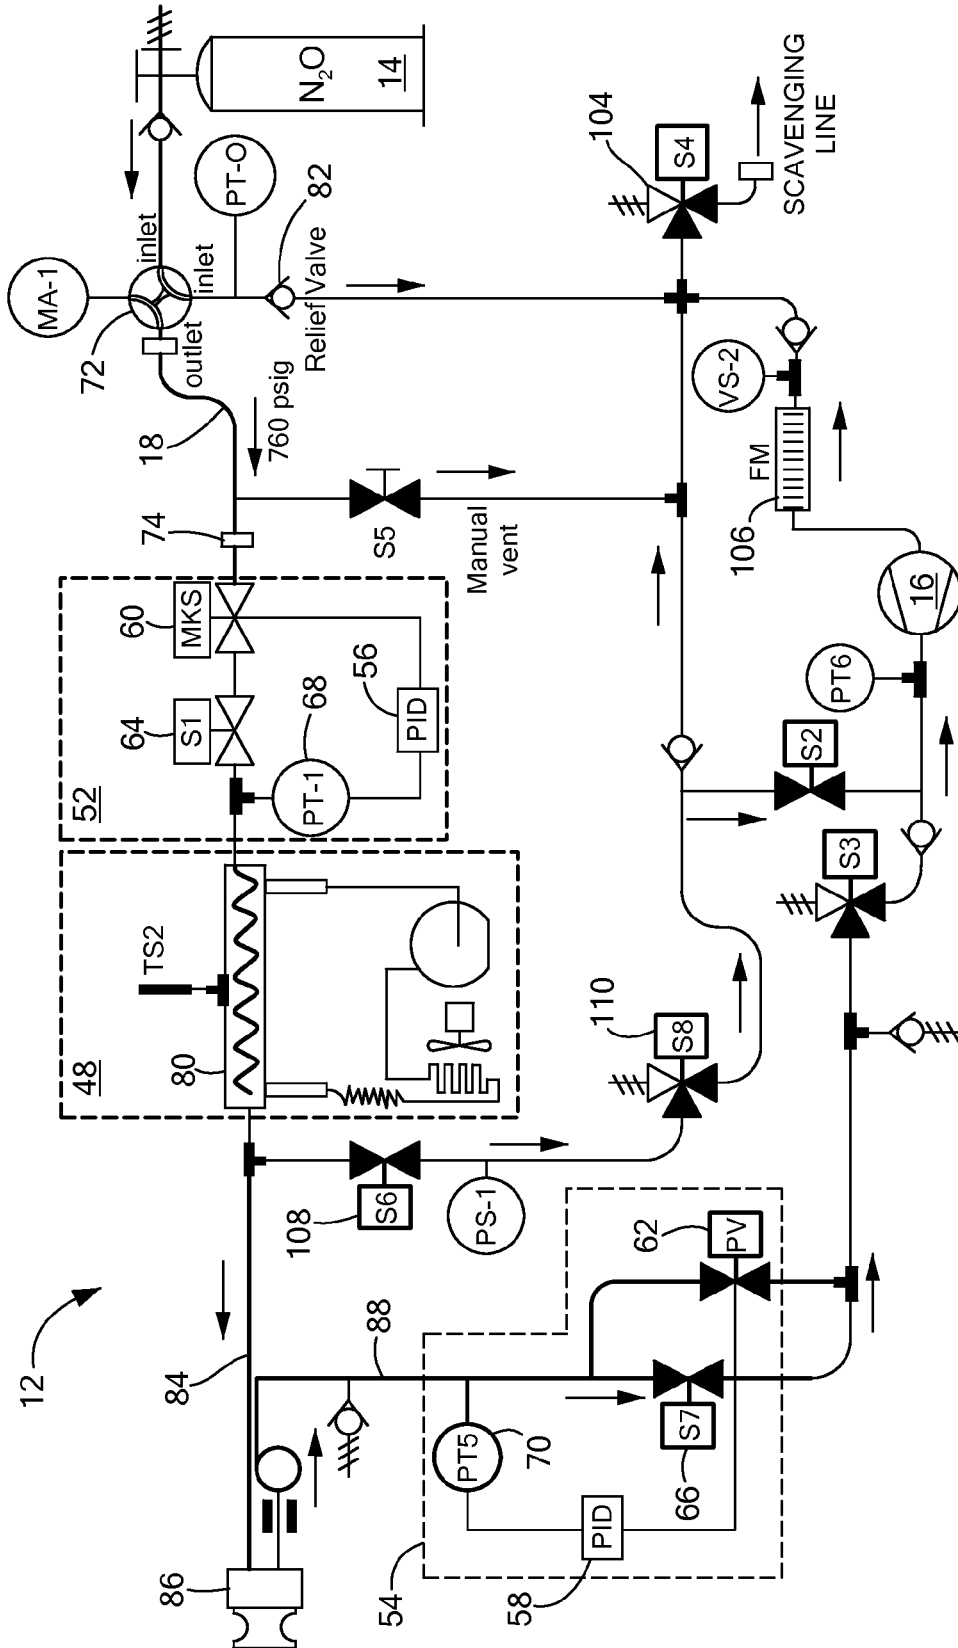 12
84
86
88
54
58
PID
PT5
70
66
S7
62
PV
108
S6
PS-1
110
S8
48
80
TS2
52
64
S1
60
MKS
PT-1
68
56
PID
74
18
760 psig
S5
Manual
vent
72
MA-1
outlet
inlet
inlet
Relief Valve
82
PT-O
N2O
14
104
S4
SCAVENGING
LINE
VS-2
FM
106
16
PT6
S2
S3